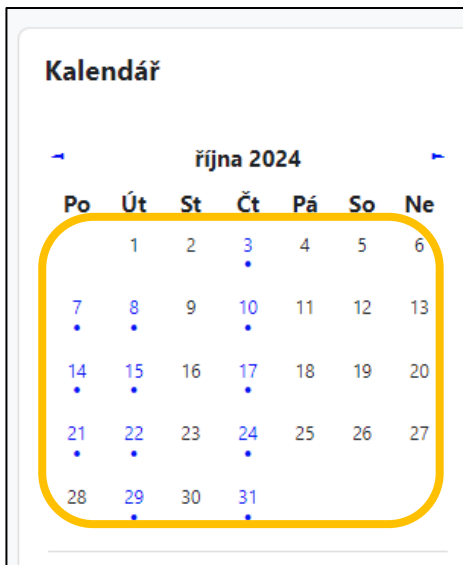 Kalendář
října 2024
Po Út St Čt Pá So Ne
1 2 3 4 5 6
7 8 9 10 11 12 13
14 15 16 17 18 19 20
21 22 23 24 25 26 27
28 29 30 31